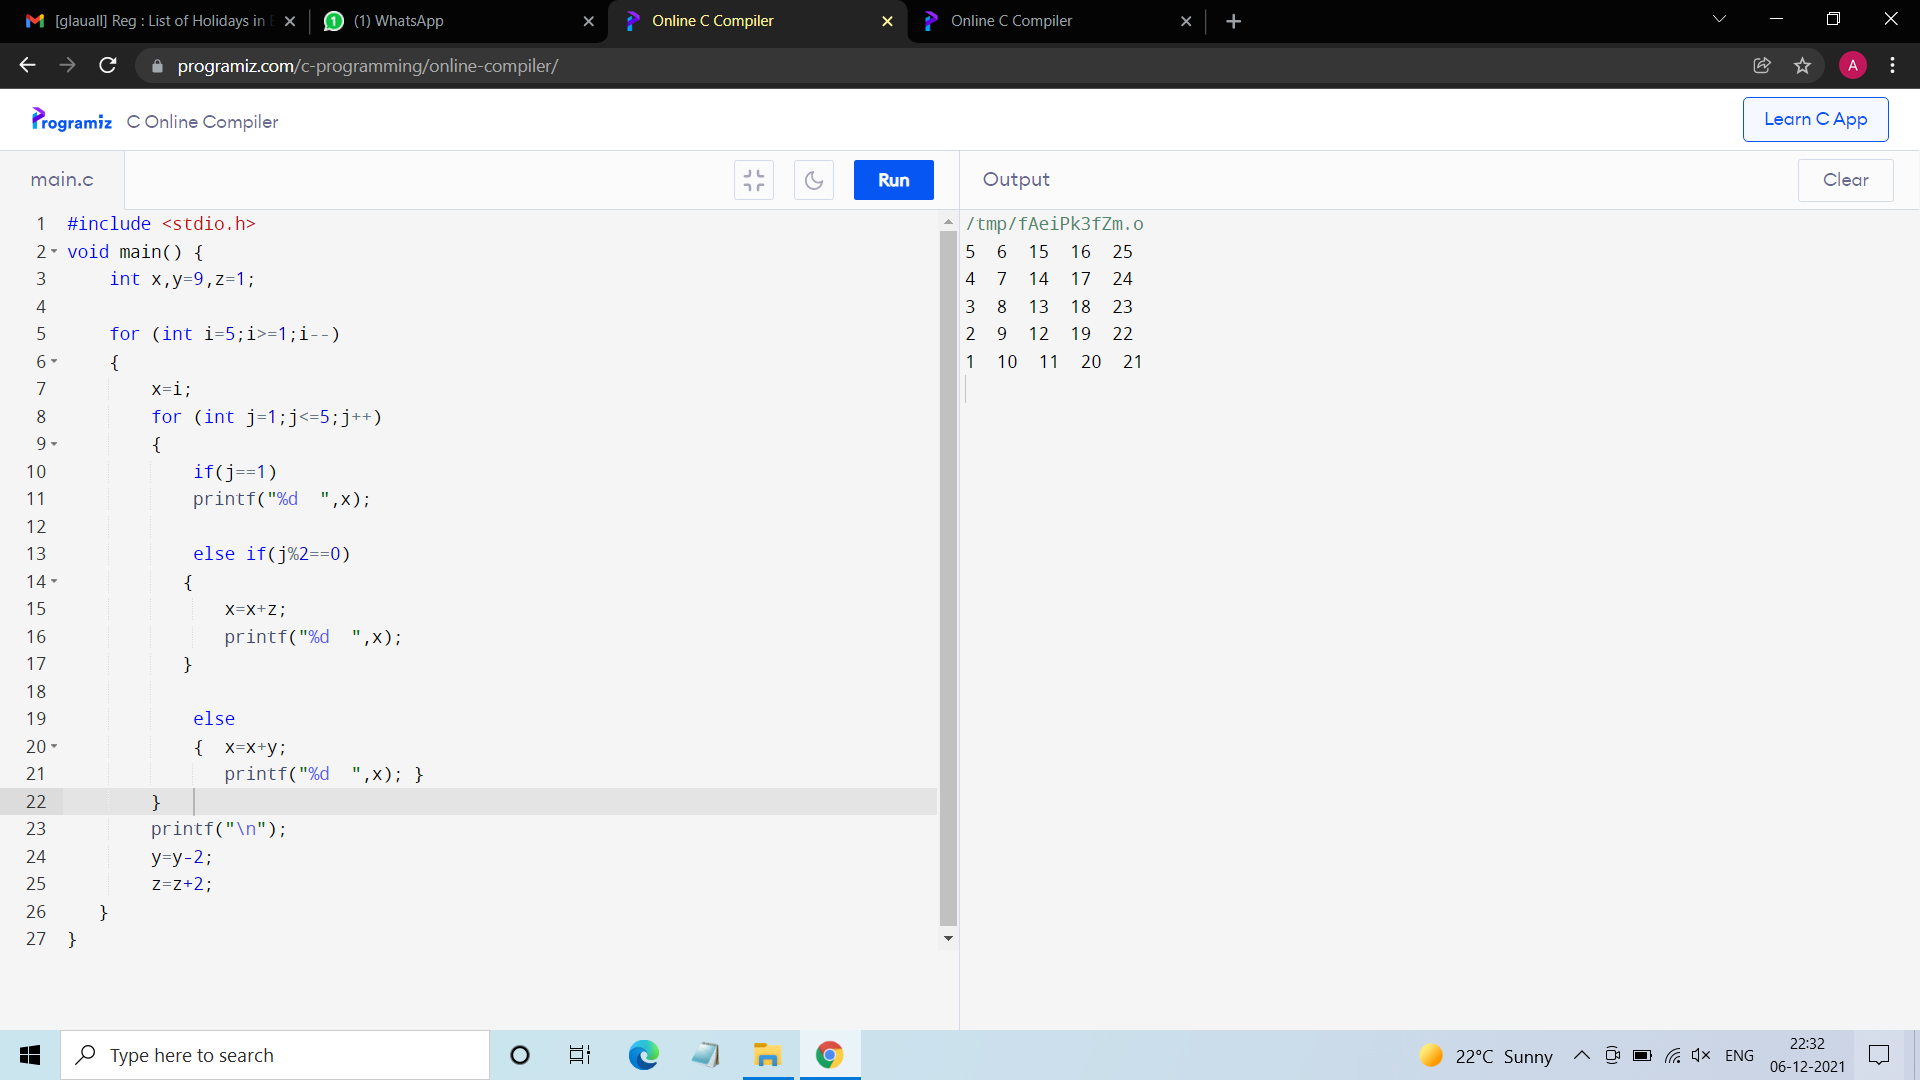 [glauall] Reg : List of Holidays in
(1) WhatsApp
Online C Compiler
Online C Compiler
programiz.com/c-programming/online-compiler/
A
Programiz C Online Compiler
Learn C App
main.c
Run
Output
Clear
1 #include <stdio.h>
2 void main() {
3 int x,y=9,z=1;
4
5 for (int i=5;i>=1;i--)
6 {
7 x=i;
8 for (int j=1;j<=5;j++)
9 {
10 if(j==1)
11 printf("%d  ",x);
12
13 else if(j%2==0)
14 {
15 x=x+z;
16 printf("%d  ",x);
17 }
18
19 else
20 {  x=x+y;
21 printf("%d  ",x); }
22 }
23 printf("\n");
24 y=y-2;
25 z=z+2;
26 }
27 }
/tmp/fAeiPk3fZm.o
5  6  15  16  25
4  7  14  17  24
3  8  13  18  23
2  9  12  19  22
1  10  11  20  21
Type here to search
22°C Sunny
ENG
22:32
06-12-2021